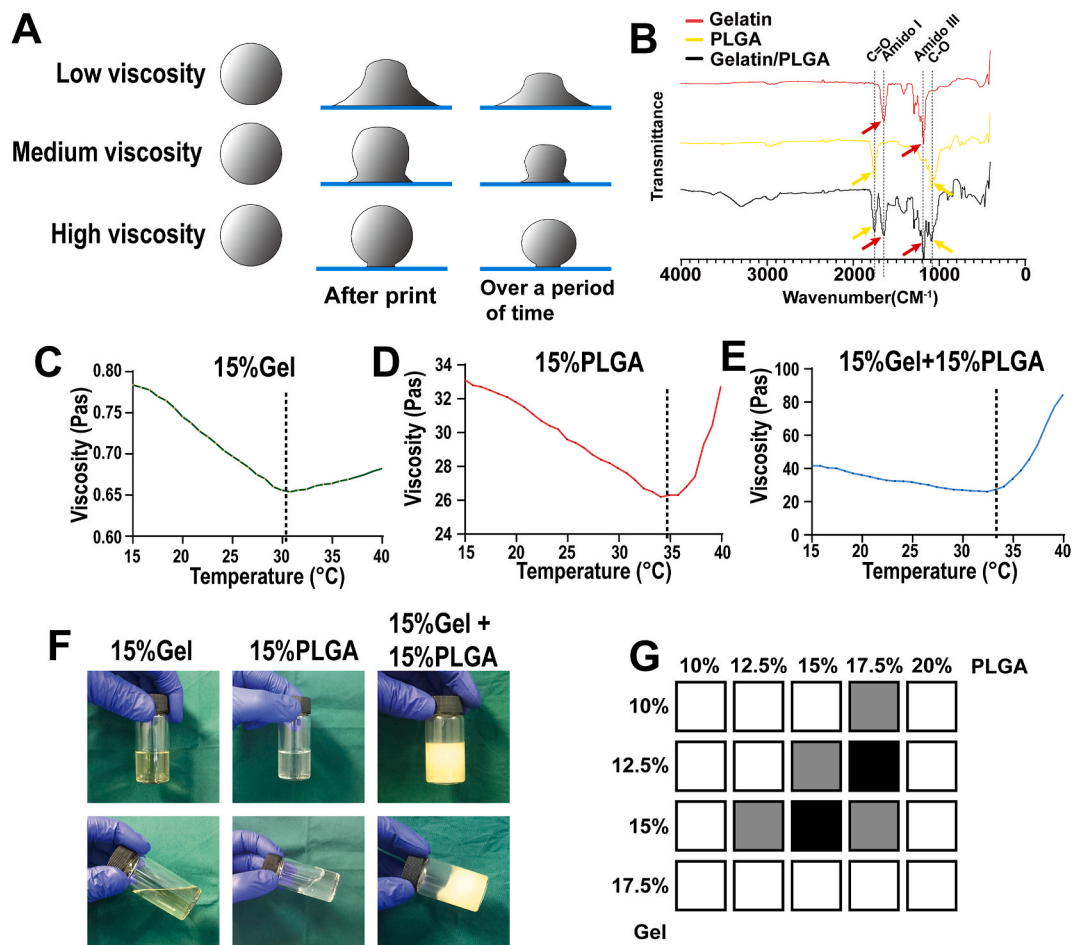 A
Low viscosity
Medium viscosity
High viscosity
After print
Over a period
of time
B
Gelatin
PLGA
Gelatin/PLGA
C=O
Amido I
Amido III
C-O
Transmittance
4000 3000 2000 1000 0
Wavenumber(CM⁻¹)
C
15%Gel
Viscosity (Pas)
0.80
0.75
0.70
0.65
0.60
15 20 25 30 35 40
Temperature (°C)
D
15%PLGA
Viscosity (Pas)
34
32
30
28
26
24
15 20 25 30 35 40
Temperature (°C)
E
15%Gel+15%PLGA
Viscosity (Pas)
100
80
60
40
20
0
15 20 25 30 35 40
Temperature (°C)
F
15%Gel
15%PLGA
15%Gel +
15%PLGA
G
10% 12.5% 15% 17.5% 20% PLGA
10%
12.5%
15%
17.5%
Gel